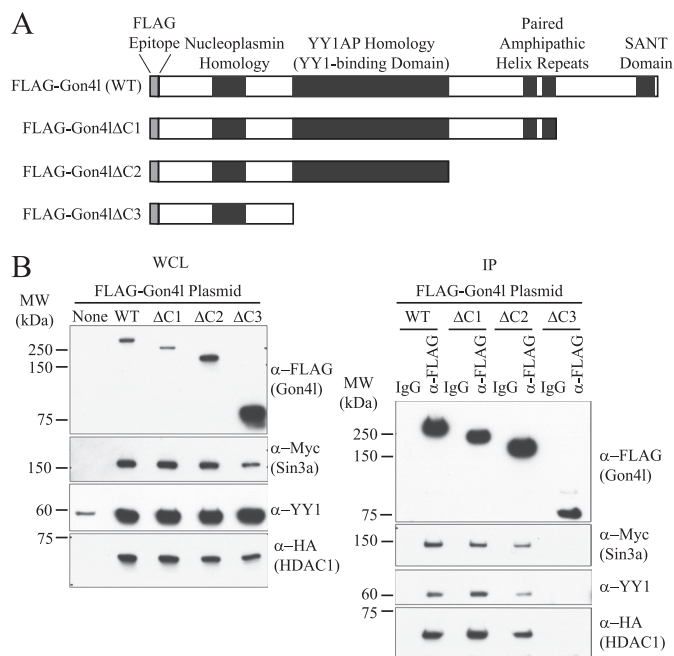 A
FLAG
Epitope
Nucleoplasmin
Homology
YY1AP Homology
(YY1-binding Domain)
Paired
Amphipathic
Helix Repeats
SANT
Domain
FLAG-Gon4l (WT)
FLAG-Gon4lΔC1
FLAG-Gon4lΔC2
FLAG-Gon4lΔC3
B
WCL
FLAG-Gon4l Plasmid
MW
(kDa)
None WT ΔC1 ΔC2 ΔC3
250
150
75
α-FLAG
(Gon4l)
150
α-Myc
(Sin3a)
60
α-YY1
75
α-HA
(HDAC1)
IP
FLAG-Gon4l Plasmid
WT ΔC1 ΔC2 ΔC3
MW
(kDa)
IgG α-FLAG IgG α-FLAG IgG α-FLAG IgG α-FLAG
250
150
75
α-FLAG
(Gon4l)
150
α-Myc
(Sin3a)
60
α-YY1
75
α-HA
(HDAC1)